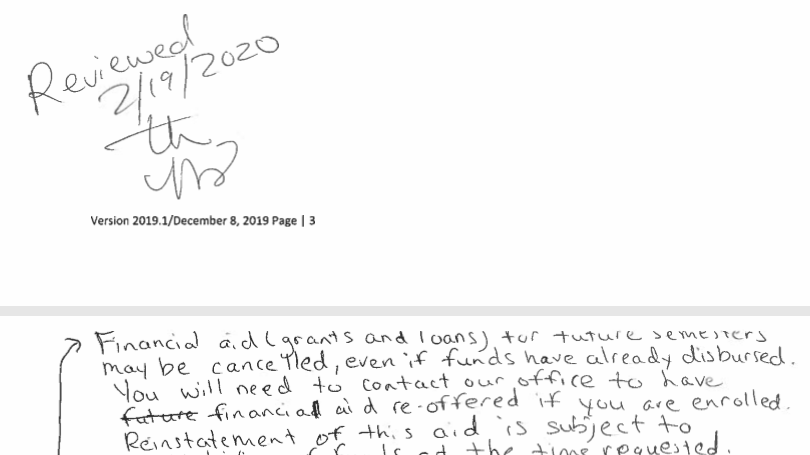 Reviewed
2/19/2020
th
Version 2019.1/December 8, 2019 Page | 3
Financial aid (grants and loans) for future semesters
may be cancelled, even if funds have already disbursed.
You will need to contact our office to have
future financial aid re-offered if you are enrolled.
Reinstatement of this aid is subject to
at the time requested.